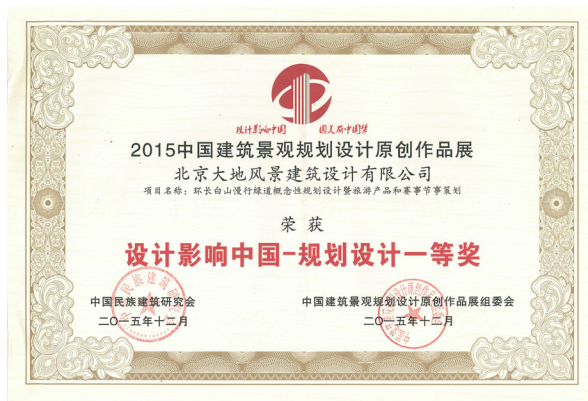 设计影响中国 国美有中国梦
2015中国建筑景观规划设计原创作品展
北京大地风景建筑设计有限公司
项目名称：环长白山慢行绿道概念性规划设计暨旅游产品和赛事节事策划
荣获
设计影响中国-规划设计一等奖
中国民族建筑研究会 中国建筑景观规划设计原创作品展组委会
二〇一五年十二月 二〇一五年十二月